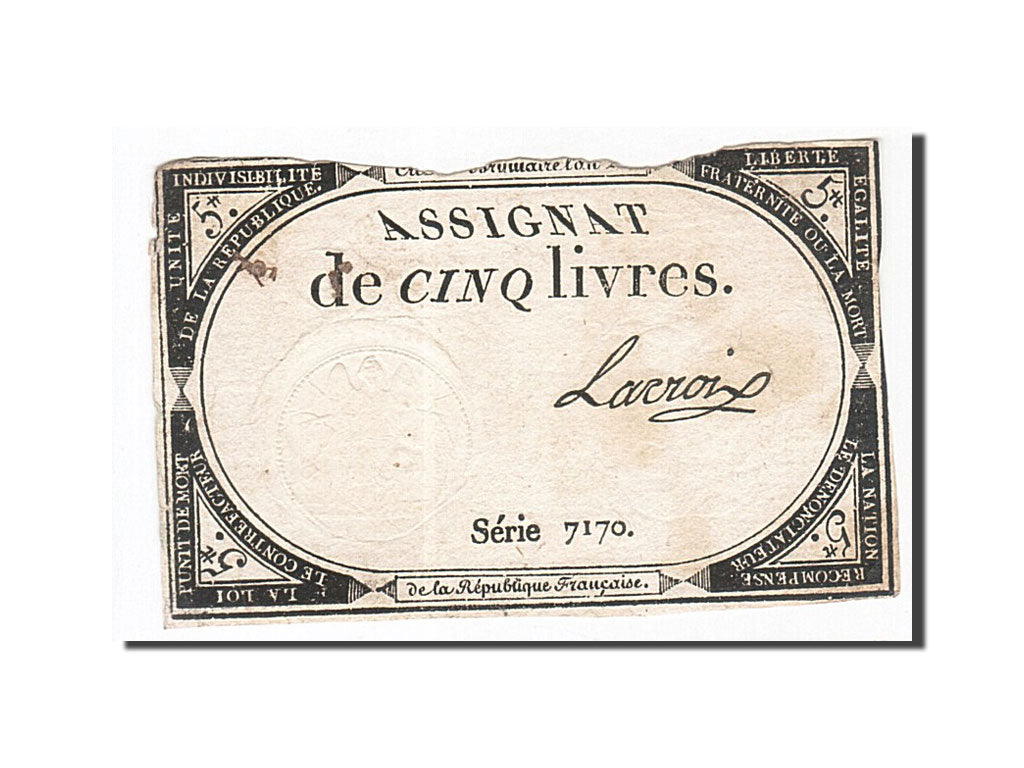 brumaire l'an
INDIVISIBILITÉ
UNITÉ
DE LA RÉPUBLIQUE.
5₶.
LIBERTÉ
ÉGALITÉ
FRATERNITÉ OU LA MORT
5₶.
ASSIGNAT
de CINQ livres.
Lacroix
Série 7170.
LA LOI
PUNIT DE MORT
LE CONTREFACTEUR
5₶.
LA NATION
RÉCOMPENSE
LE DÉNONCIATEUR
5₶.
de la République Française.